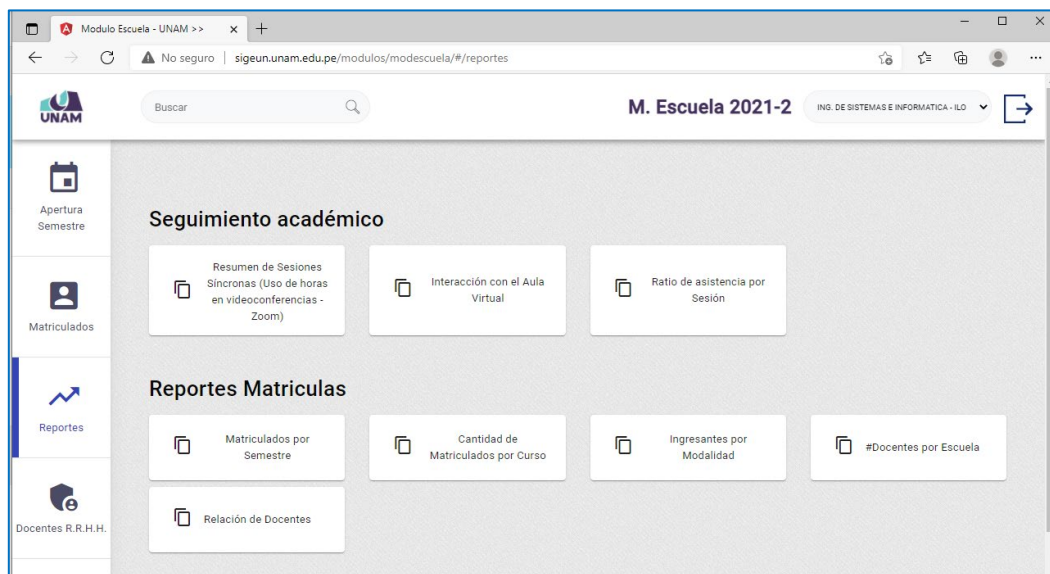 Modulo Escuela - UNAM >>
No seguro | sigeun.unam.edu.pe/modulos/modescuela/#/reportes
UNAM
Buscar
M. Escuela 2021-2
ING. DE SISTEMAS E INFORMATICA - ILO
Apertura
Semestre
Matriculados
Reportes
Docentes R.R.H.H.
Seguimiento académico
Resumen de Sesiones
Síncronas (Uso de horas
en videoconferencias -
Zoom)
Interacción con el Aula
Virtual
Ratio de asistencia por
Sesión
Reportes Matriculas
Matriculados por
Semestre
Cantidad de
Matriculados por Curso
Ingresantes por
Modalidad
#Docentes por Escuela
Relación de Docentes